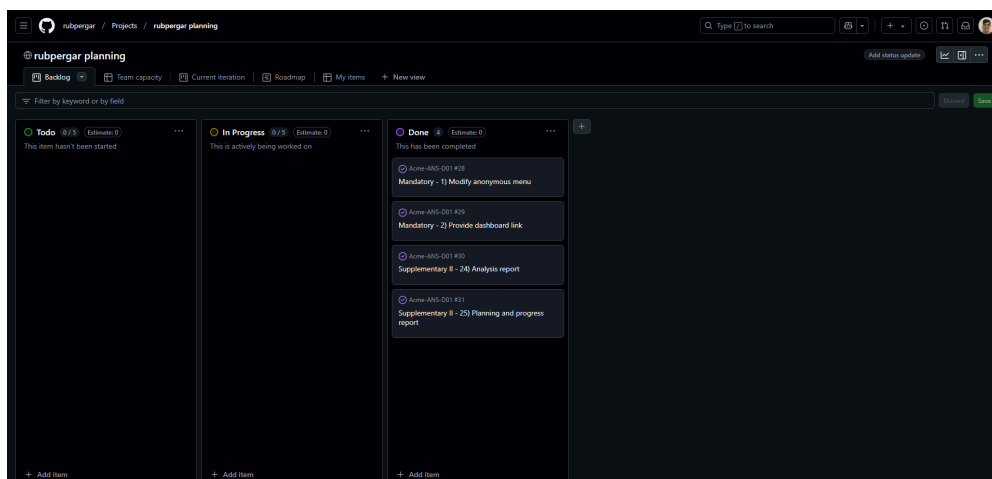 rubpergar / Projects / rubpergar planning
Type / to search
rubpergar planning
Add status update
Backlog
Team capacity
Current iteration
Roadmap
My items
+ New view
Filter by keyword or by field
Discard
Save
Todo 0 / 5 Estimate: 0
This item hasn't been started
+ Add item
In Progress 0 / 5 Estimate: 0
This is actively being worked on
+ Add item
Done 4 Estimate: 0
This has been completed
Acme-ANS-D01 #28
Mandatory - 1) Modify anonymous menu
Acme-ANS-D01 #29
Mandatory - 2) Provide dashboard link
Acme-ANS-D01 #30
Supplementary II - 24) Analysis report
Acme-ANS-D01 #31
Supplementary II - 25) Planning and progress
report
+ Add item